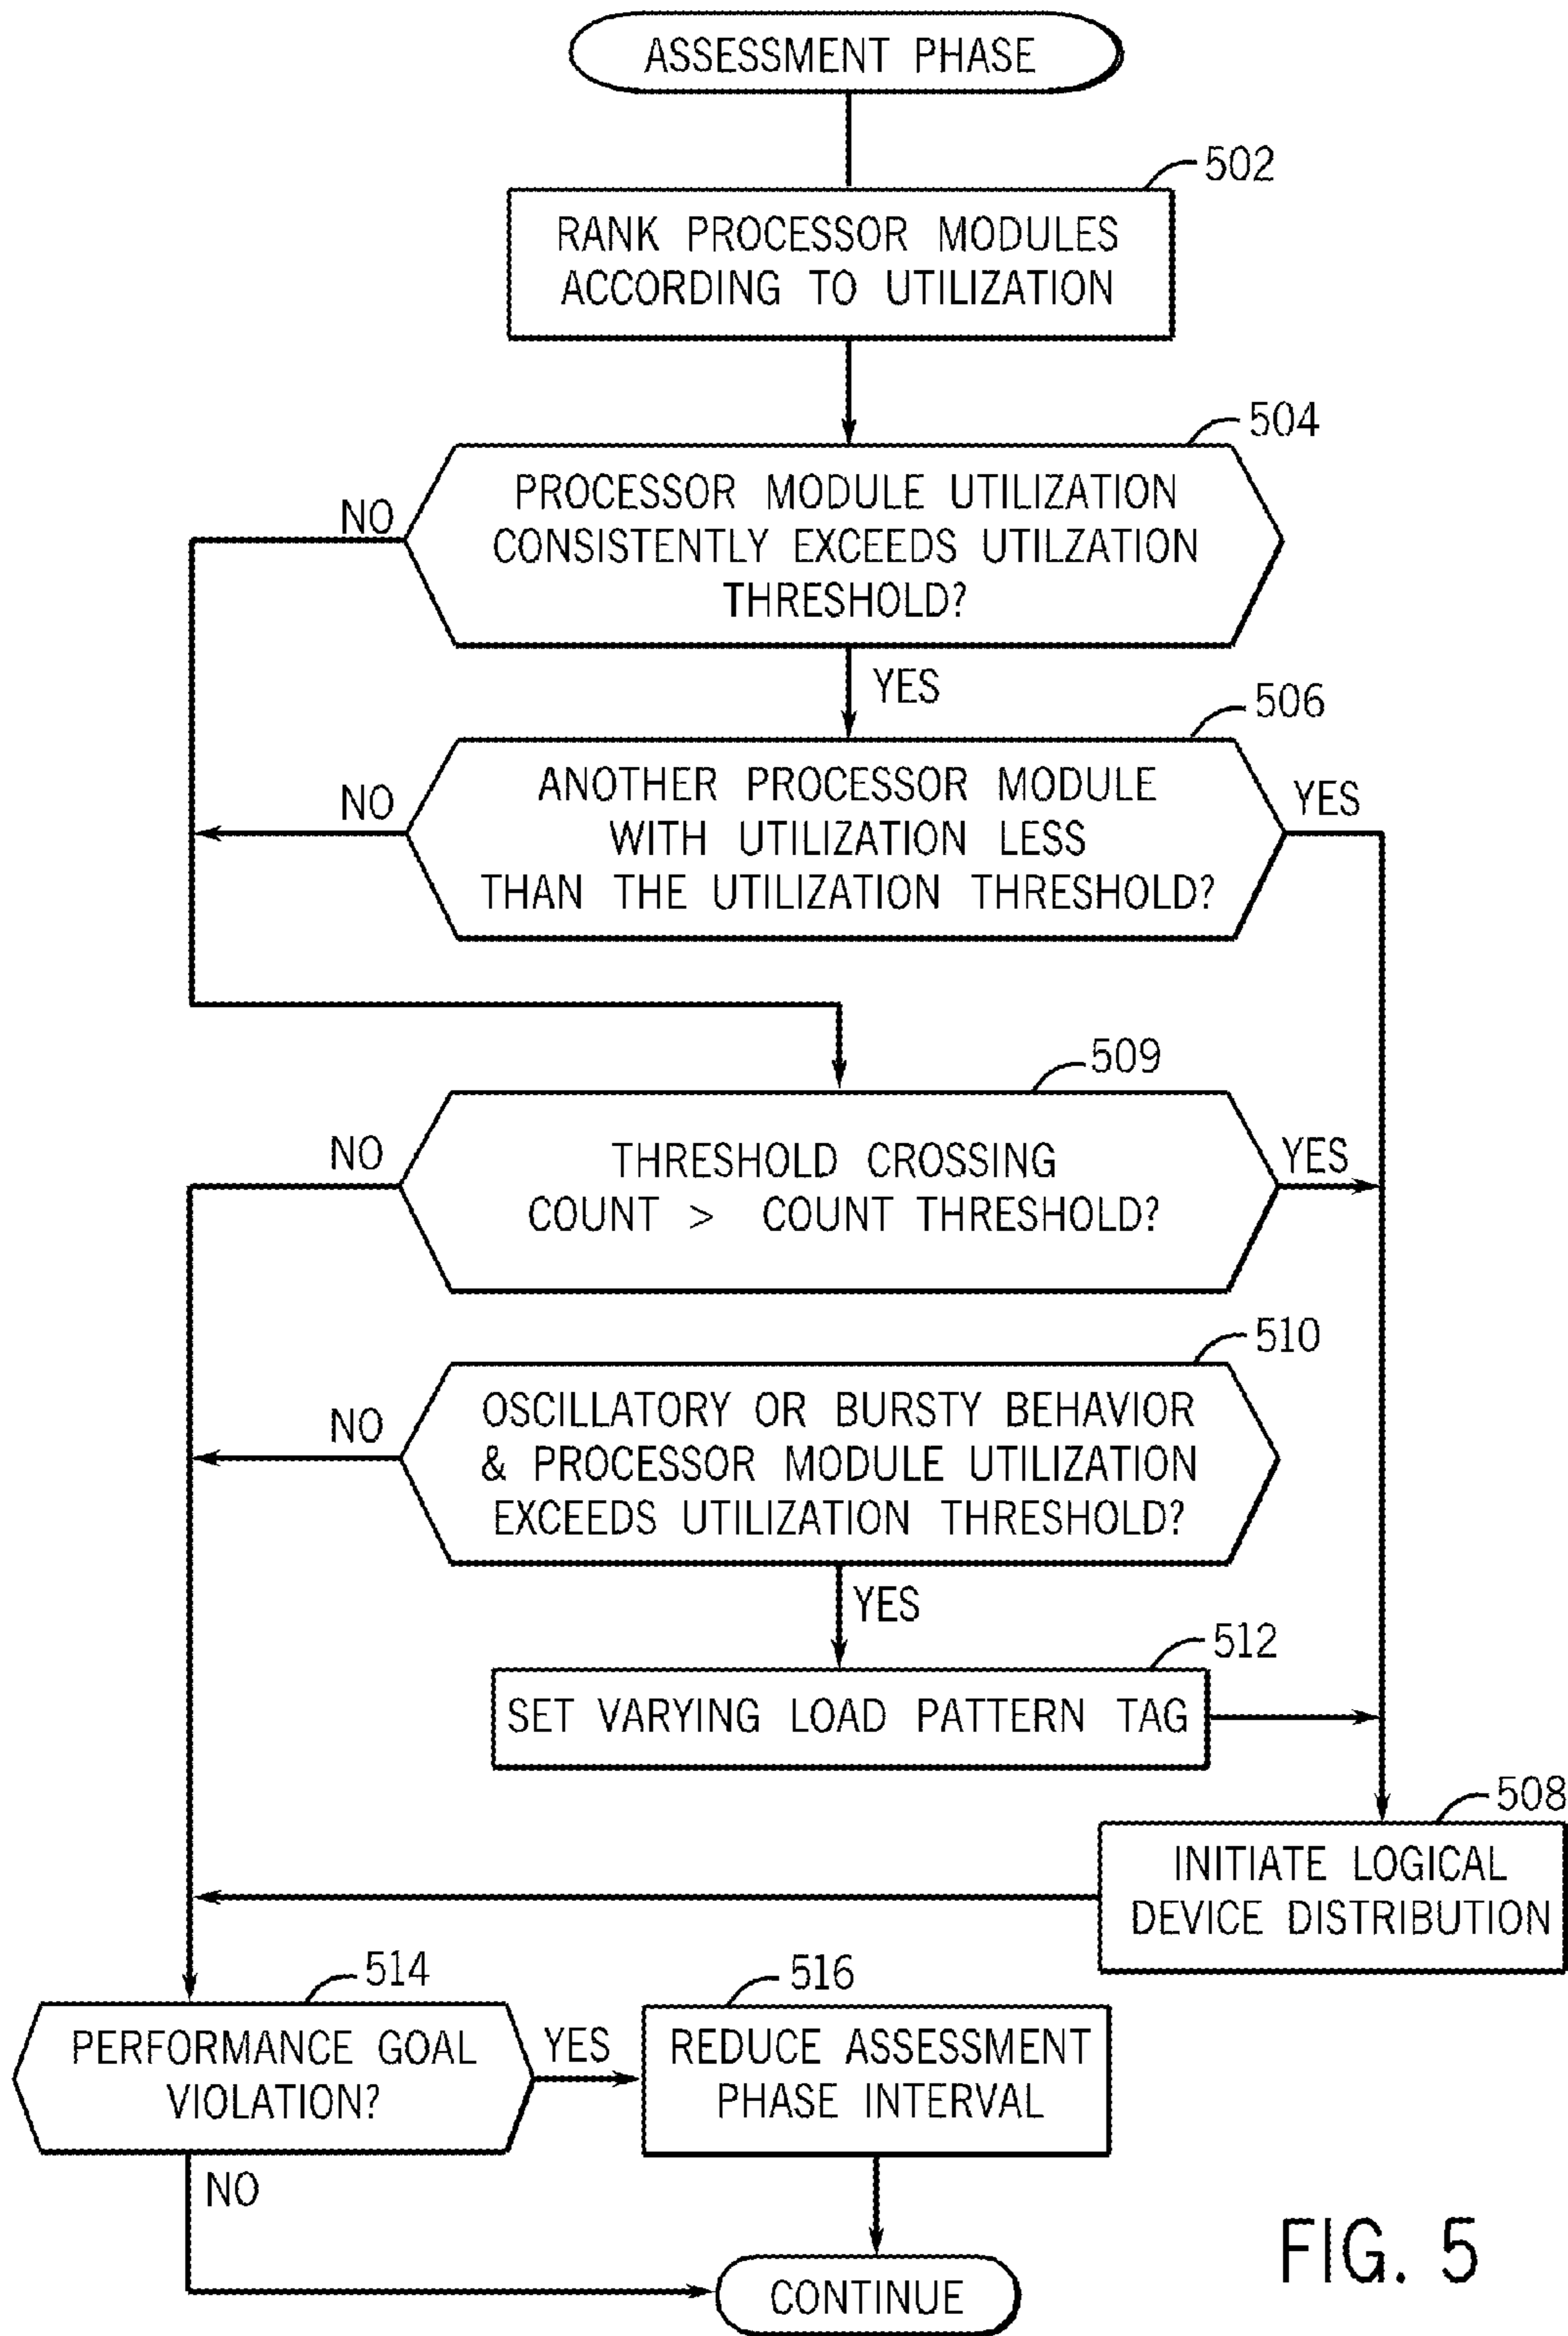 ASSESSMENT PHASE
502
RANK PROCESSOR MODULES
ACCORDING TO UTILIZATION
504
PROCESSOR MODULE UTILIZATION
CONSISTENTLY EXCEEDS UTILZATION
THRESHOLD?
NO
YES
506
ANOTHER PROCESSOR MODULE
WITH UTILIZATION LESS
THAN THE UTILIZATION THRESHOLD?
NO
YES
509
THRESHOLD CROSSING
COUNT > COUNT THRESHOLD?
NO
YES
510
OSCILLATORY OR BURSTY BEHAVIOR
& PROCESSOR MODULE UTILIZATION
EXCEEDS UTILIZATION THRESHOLD?
NO
YES
512
SET VARYING LOAD PATTERN TAG
508
INITIATE LOGICAL
DEVICE DISTRIBUTION
514
PERFORMANCE GOAL
VIOLATION?
YES
NO
516
REDUCE ASSESSMENT
PHASE INTERVAL
CONTINUE
FIG. 5